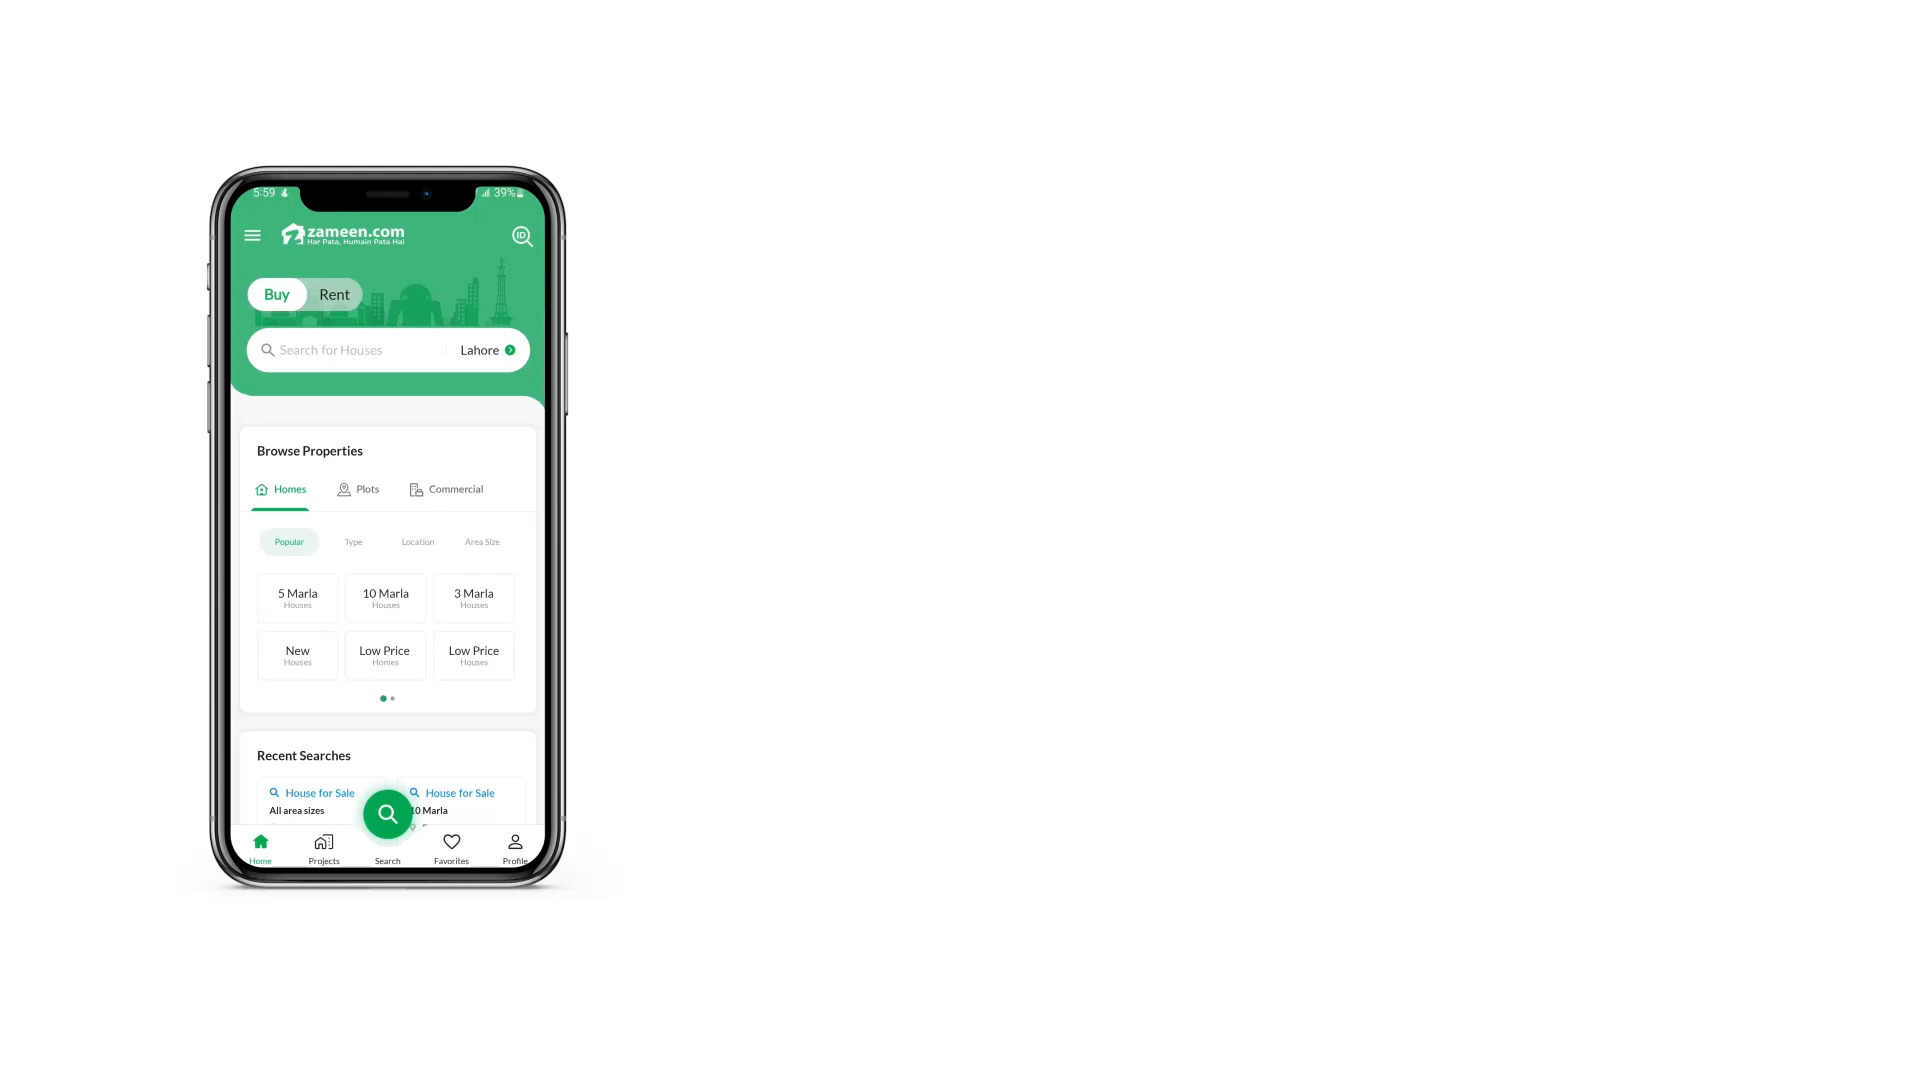 5:59
39%
zameen.com
Har Pata, Humain Pata Hai
ID
Buy Rent
Search for Houses Lahore
Browse Properties
Homes Plots Commercial
Popular Type Location Area Size
5 Marla 10 Marla 3 Marla
Houses Houses Houses
New Low Price Low Price
Houses Homes Houses
Recent Searches
House for Sale House for Sale
All area sizes 10 Marla
Home Projects Search Favorites Profile